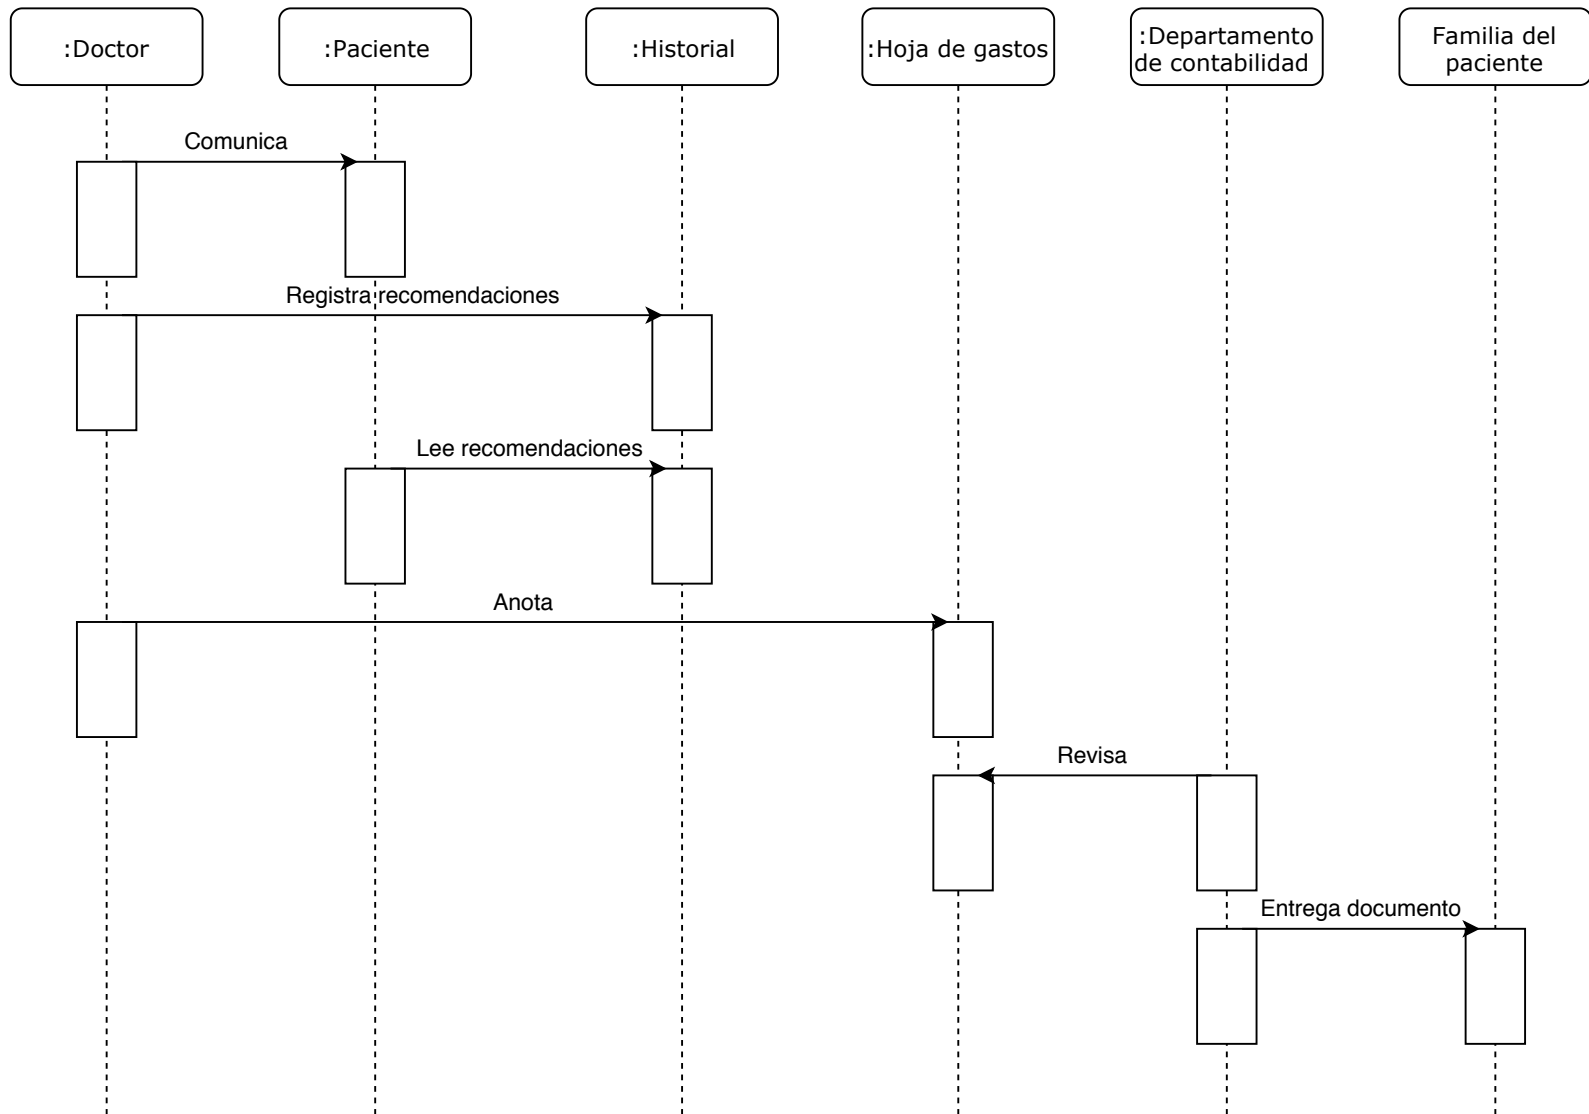 :Doctor
:Paciente
:Historial
:Hoja de gastos
:Departamento
de contabilidad
Familia del
paciente
Comunica
Registra recomendaciones
Lee recomendaciones
Anota
Revisa
Entrega documento